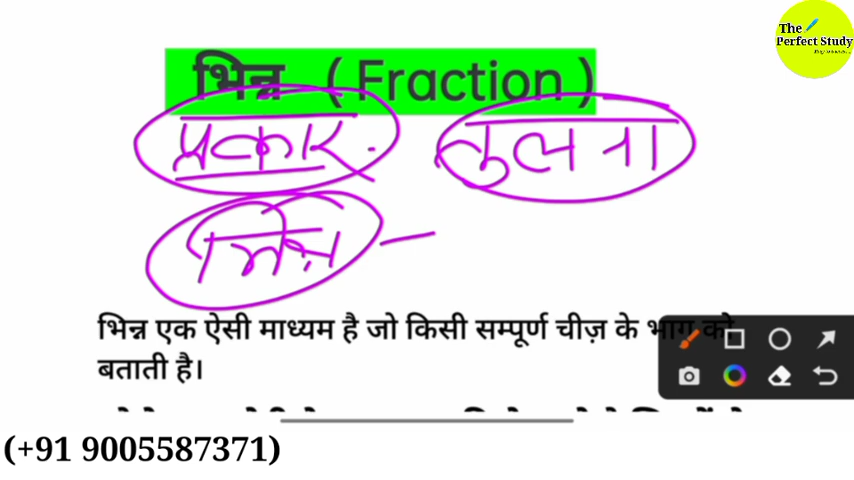 The
Perfect Study
भिन्न ( Fraction )
प्रकार तुलना
भिन्न -
भिन्न एक ऐसी माध्यम है जो किसी सम्पूर्ण चीज़ के भाग को
बताती है।
(+91 9005587371)